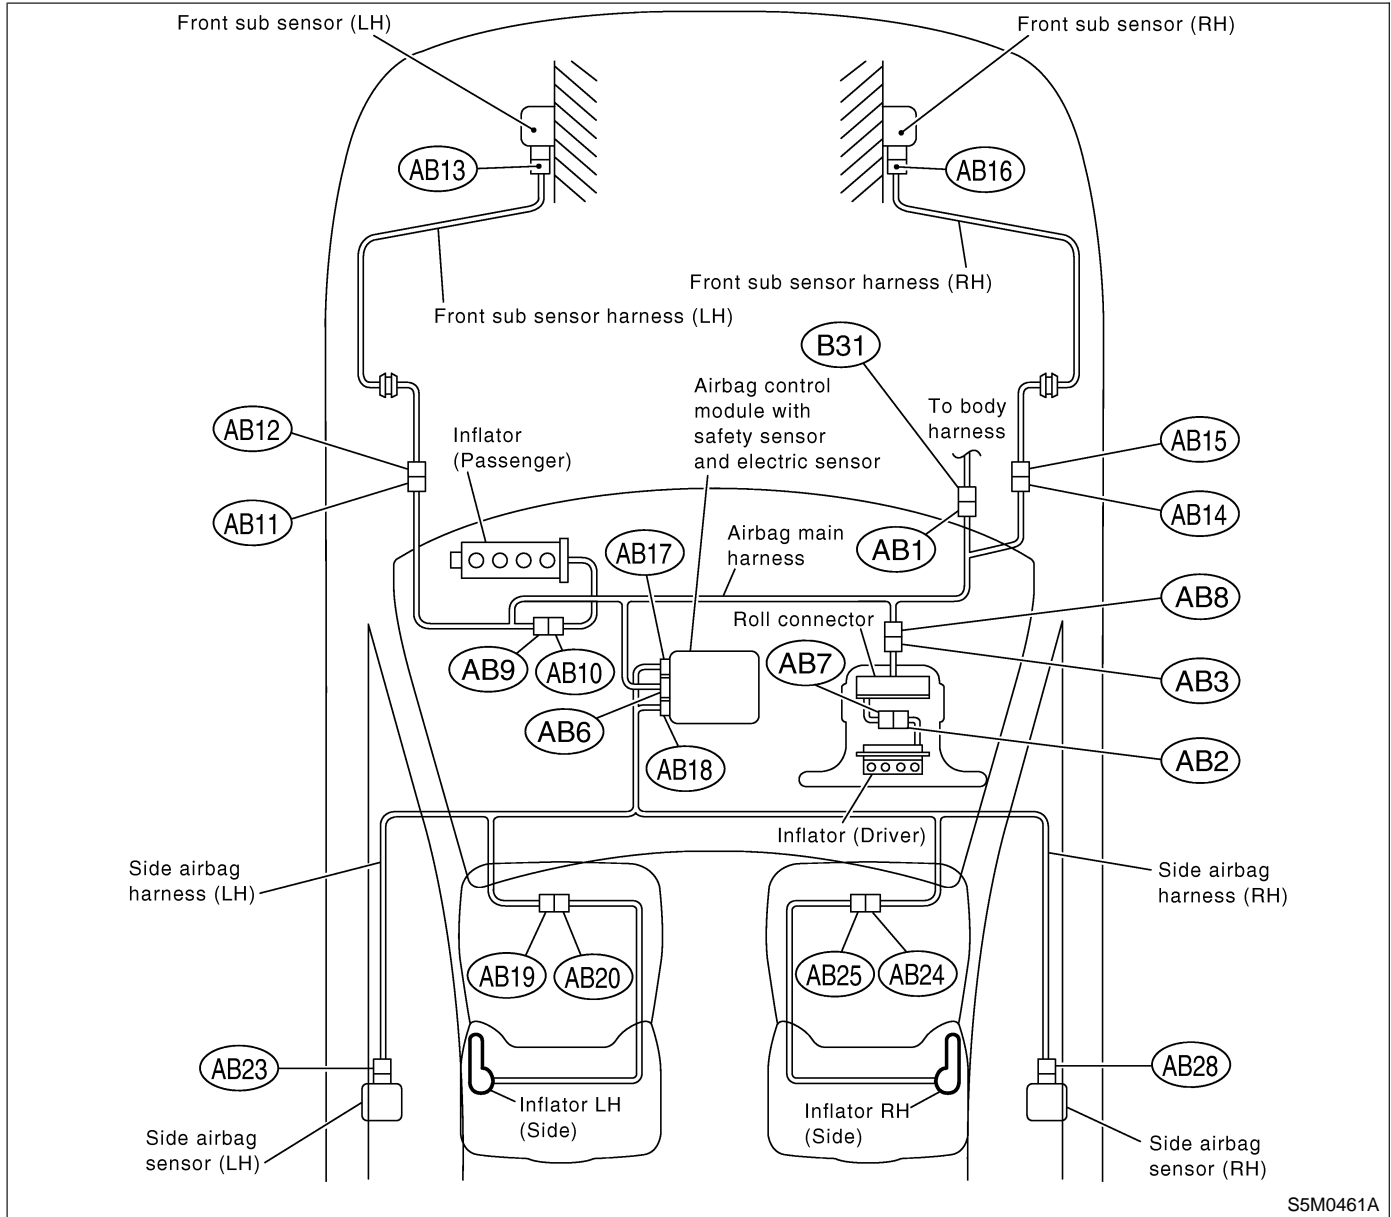 Front sub sensor (LH)
Front sub sensor (RH)
AB13
AB16
Front sub sensor harness (RH)
Front sub sensor harness (LH)
B31
Airbag control
module with
safety sensor
and electric sensor
To body
harness
AB12
Inflator
(Passenger)
AB15
AB11
AB14
AB17
Airbag main
harness
AB1
AB8
Roll connector
AB9
AB10
AB7
AB3
AB6
AB18
AB2
Inflator (Driver)
Side airbag
harness (LH)
Side airbag
harness (RH)
AB19
AB20
AB25
AB24
AB23
AB28
Inflator LH
(Side)
Inflator RH
(Side)
Side airbag
sensor (LH)
Side airbag
sensor (RH)
S5M0461A